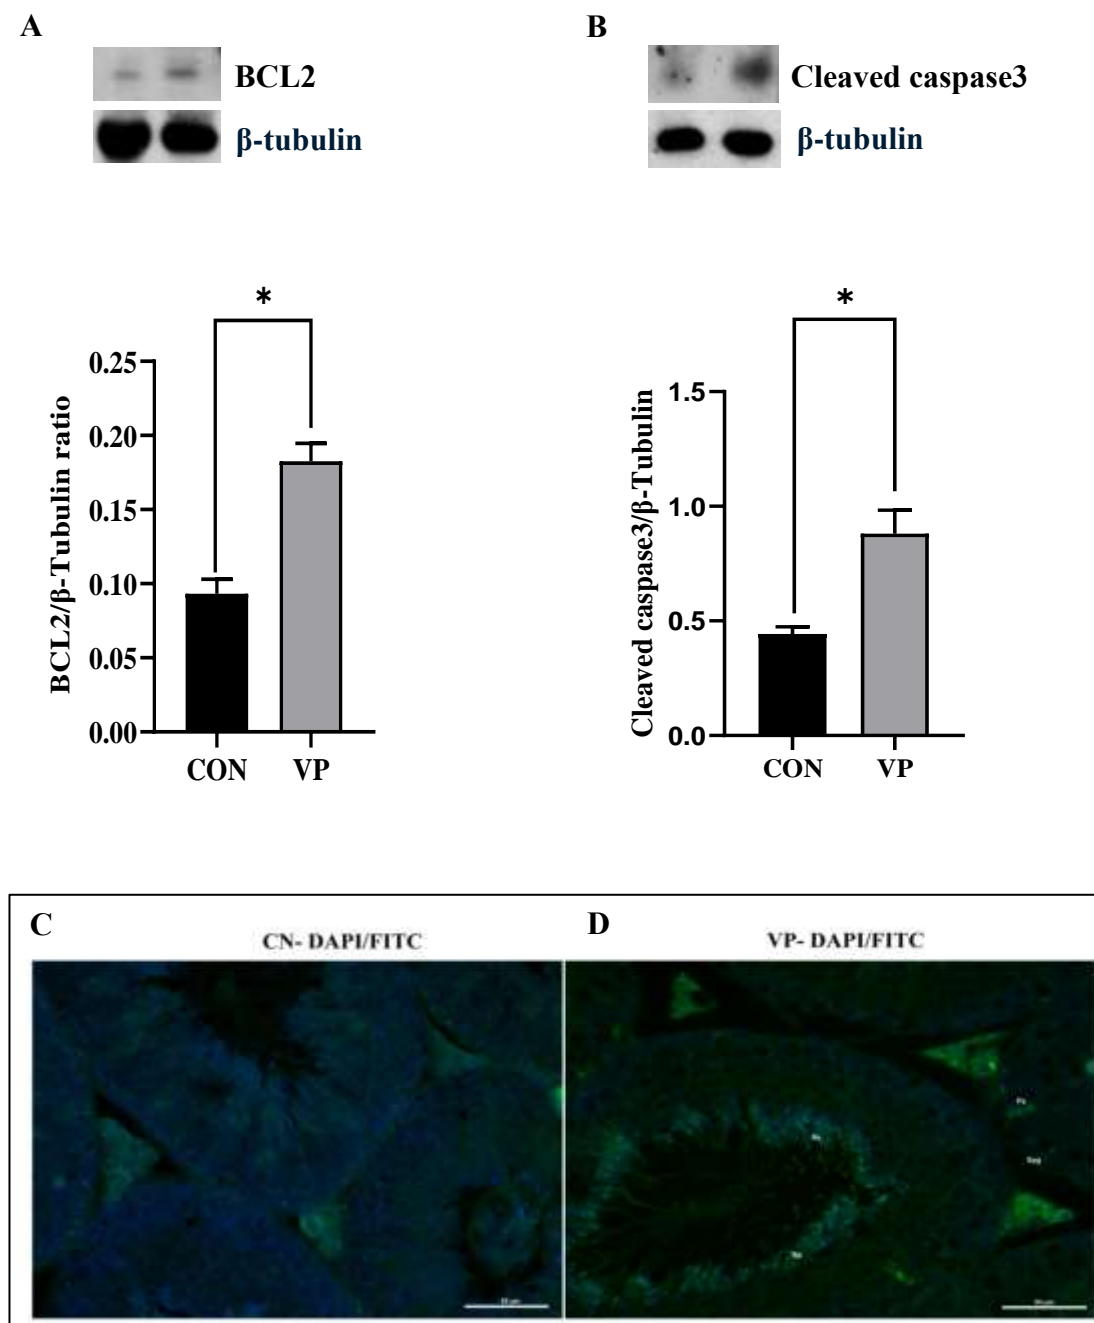 A
BCL2
β-tubulin
B
Cleaved caspase3
β-tubulin
*
0.25
0.20
0.15
0.10
0.05
0.00
BCL2/β-Tubulin ratio
CON VP
*
1.5
1.0
0.5
0.0
Cleaved caspase3/β-Tubulin
CON VP
C
CN- DAPI/FITC
D
VP- DAPI/FITC